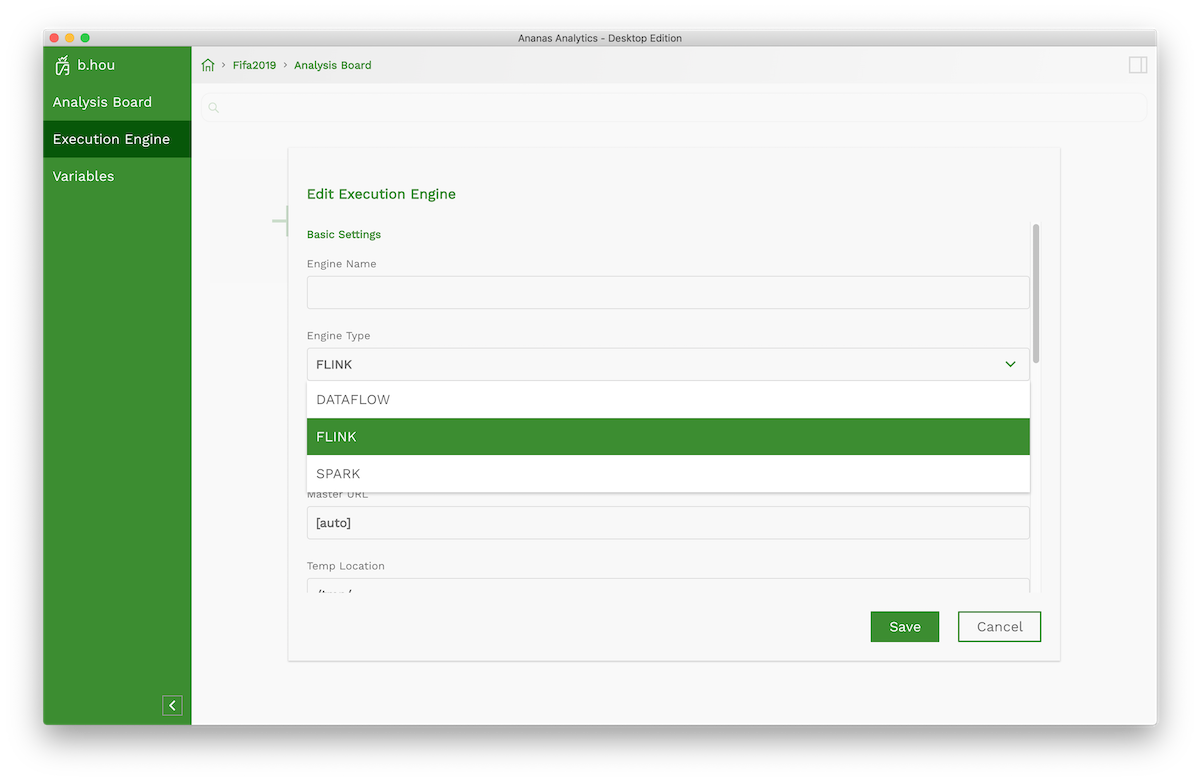 Ananas Analytics - Desktop Edition
b.hou
Fifa2019 > Analysis Board
Analysis Board
Execution Engine
Variables
Edit Execution Engine
Basic Settings
Engine Name
Engine Type
FLINK
DATAFLOW
FLINK
SPARK
Master URL
[auto]
Temp Location
Save
Cancel